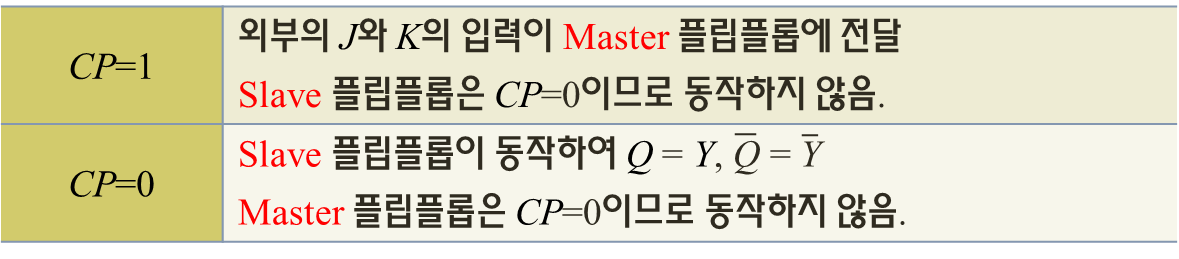 CP=1
외부의 J와 K의 입력이 Master 플립플롭에 전달
Slave 플립플롭은 CP=0이므로 동작하지 않음.
CP=0
Slave 플립플롭이 동작하여 Q = Y, Q̅ = Y̅
Master 플립플롭은 CP=0이므로 동작하지 않음.